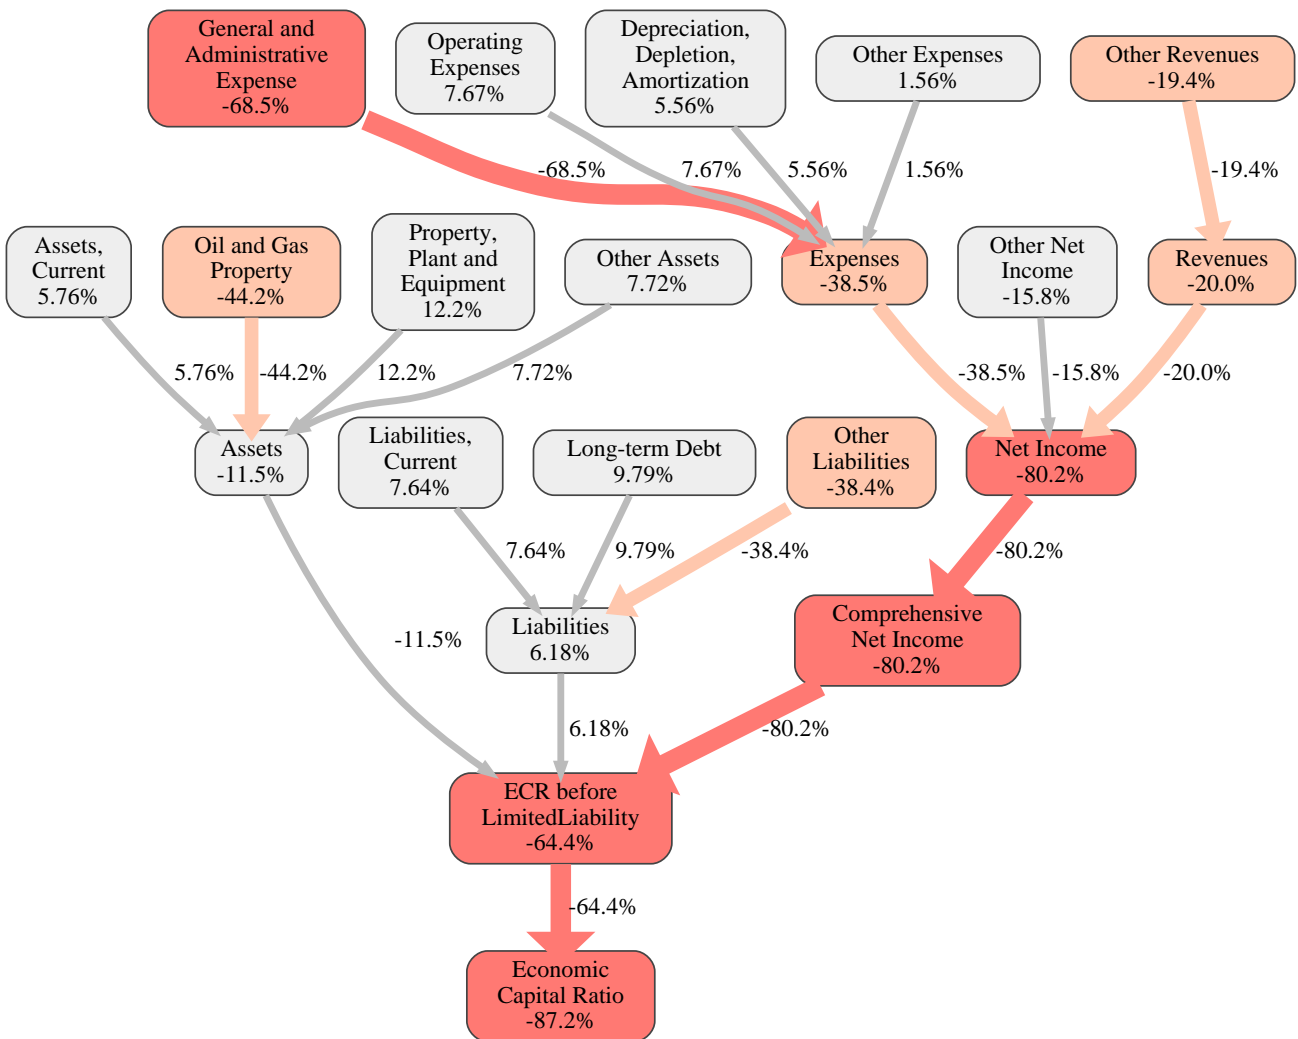 General and
Administrative
Expense
-68.5%
Operating
Expenses
7.67%
Depreciation,
Depletion,
Amortization
5.56%
Other Expenses
1.56%
Other Revenues
-19.4%
-68.5%
7.67%
5.56%
1.56%
-19.4%
Assets,
Current
5.76%
Oil and Gas
Property
-44.2%
Property,
Plant and
Equipment
12.2%
Other Assets
7.72%
Expenses
-38.5%
Other Net
Income
-15.8%
Revenues
-20.0%
5.76%
-44.2%
12.2%
7.72%
-38.5%
-15.8%
-20.0%
Assets
-11.5%
Liabilities,
Current
7.64%
Long-term Debt
9.79%
Other
Liabilities
-38.4%
Net Income
-80.2%
7.64%
9.79%
-38.4%
-80.2%
-11.5%
Liabilities
6.18%
Comprehensive
Net Income
-80.2%
6.18%
-80.2%
ECR before
LimitedLiability
-64.4%
-64.4%
Economic
Capital Ratio
-87.2%